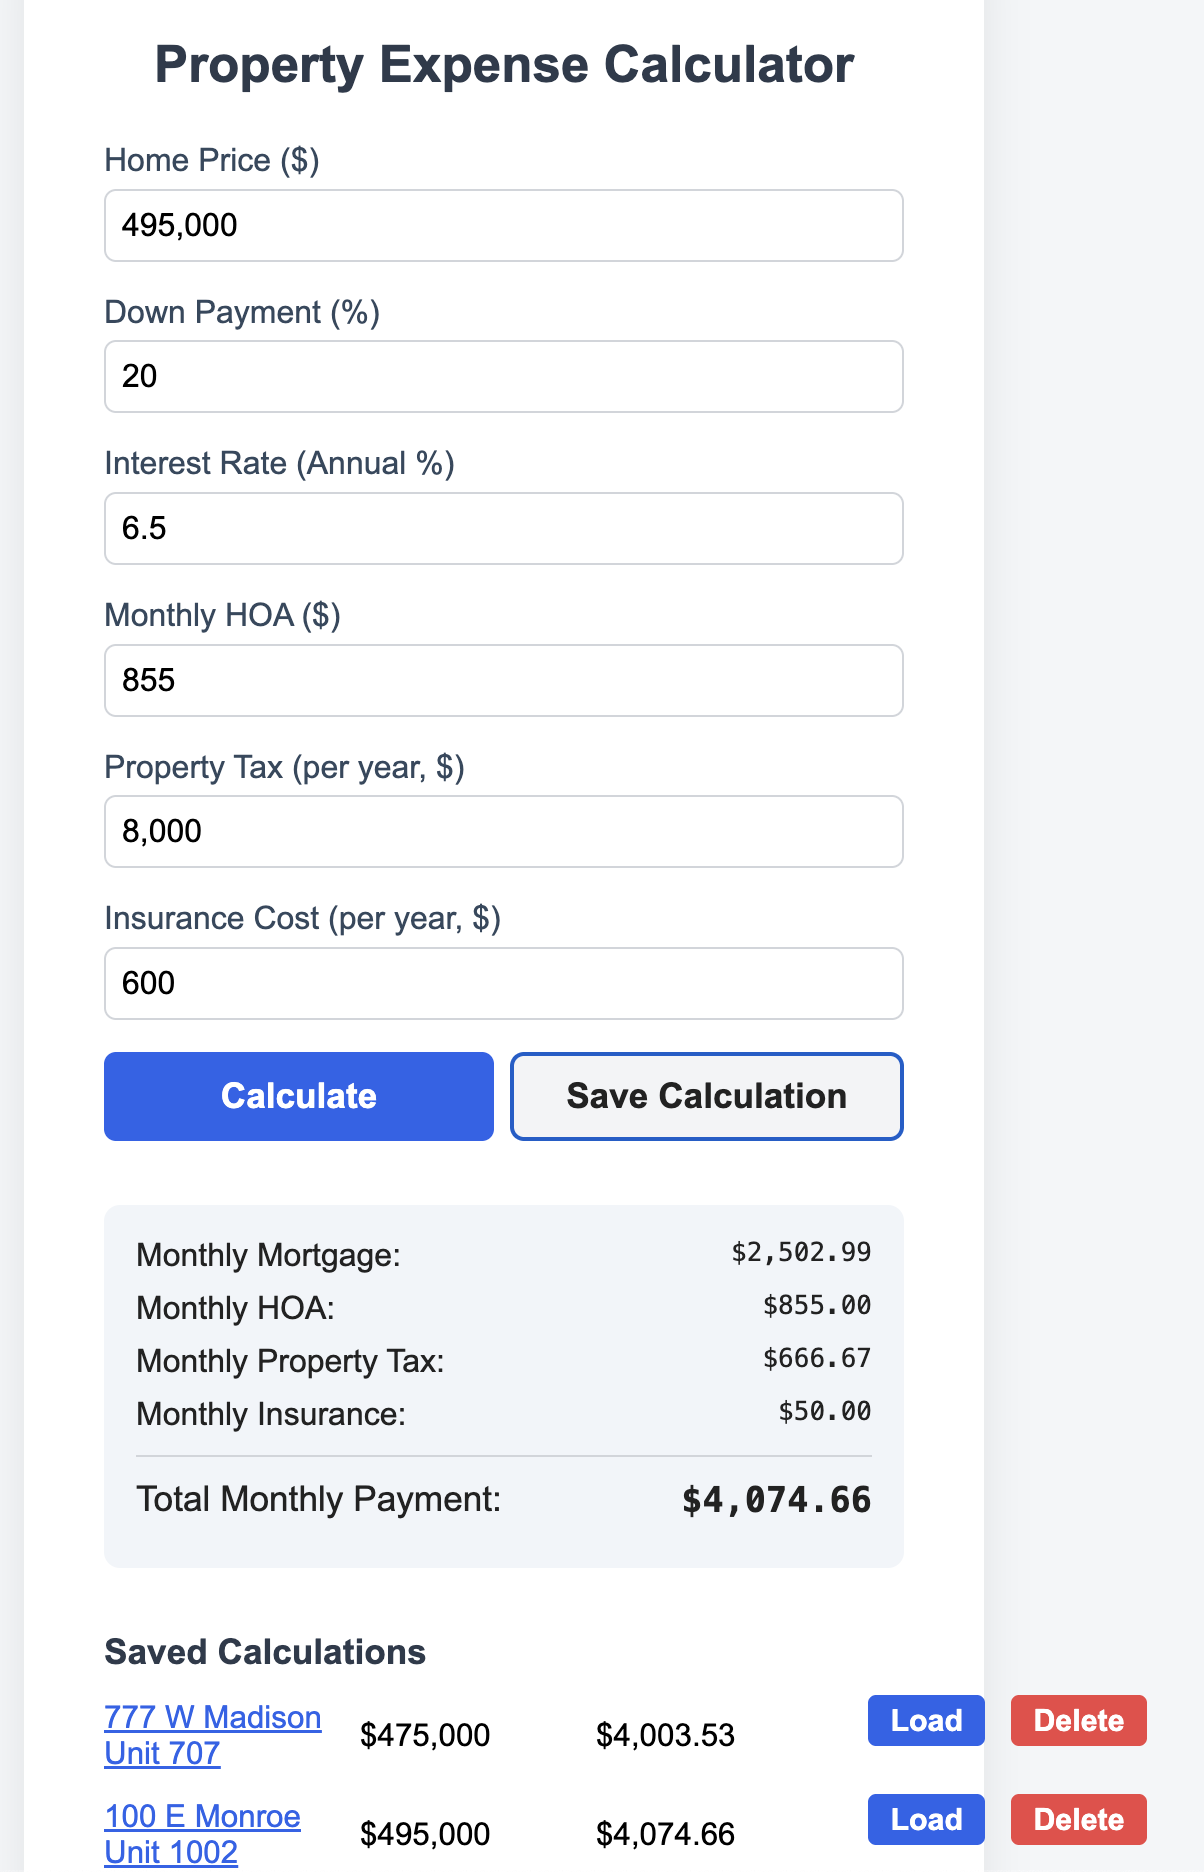 Property Expense Calculator
Home Price ($)
495,000
Down Payment (%)
20
Interest Rate (Annual %)
6.5
Monthly HOA ($)
855
Property Tax (per year, $)
8,000
Insurance Cost (per year, $)
600
Calculate Save Calculation
Monthly Mortgage: $2,502.99
Monthly HOA: $855.00
Monthly Property Tax: $666.67
Monthly Insurance: $50.00
Total Monthly Payment: $4,074.66
Saved Calculations
777 W Madison
Unit 707 $475,000 $4,003.53 Load Delete
100 E Monroe
Unit 1002 $495,000 $4,074.66 Load Delete